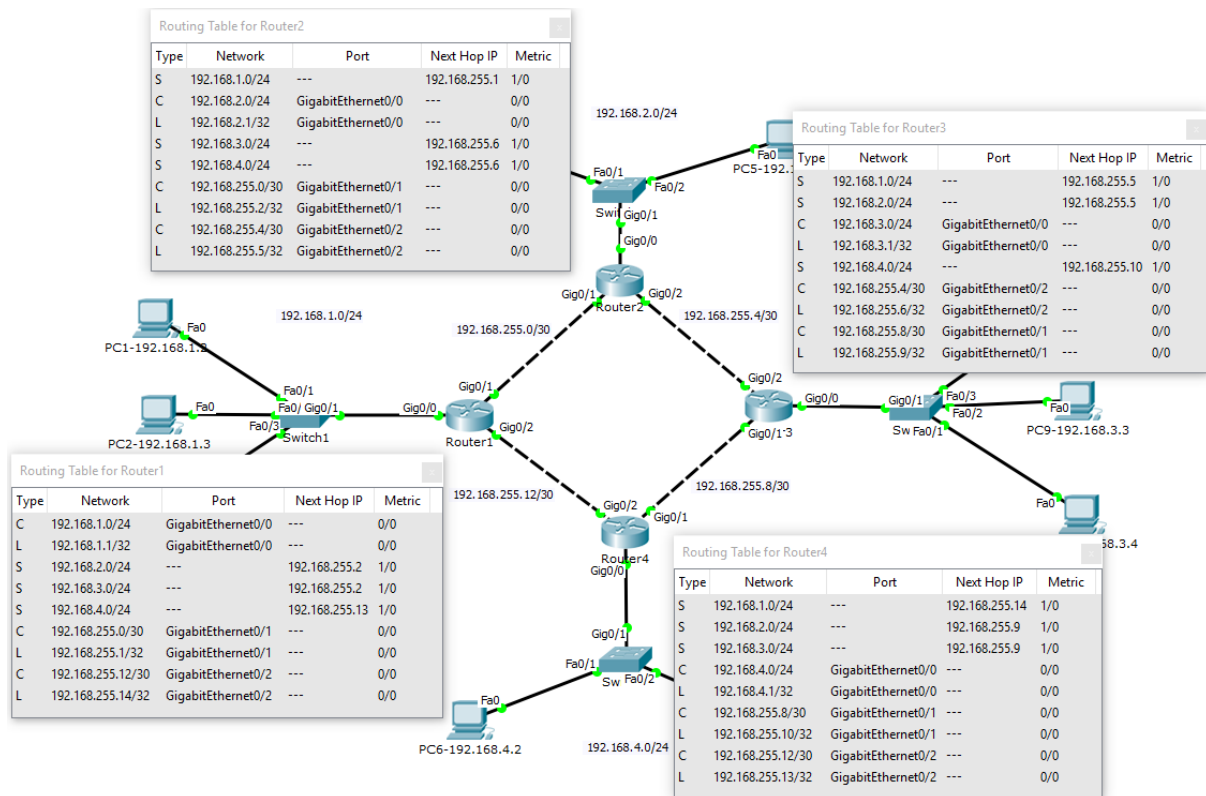 Routing Table for Router2
Type Network Port Next Hop IP Metric
S 192.168.1.0/24 --- 192.168.255.1 1/0
C 192.168.2.0/24 GigabitEthernet0/0 --- 0/0
L 192.168.2.1/32 GigabitEthernet0/0 --- 0/0
S 192.168.3.0/24 --- 192.168.255.6 1/0
S 192.168.4.0/24 --- 192.168.255.6 1/0
C 192.168.255.0/30 GigabitEthernet0/1 --- 0/0
L 192.168.255.2/32 GigabitEthernet0/1 --- 0/0
C 192.168.255.4/30 GigabitEthernet0/2 --- 0/0
L 192.168.255.5/32 GigabitEthernet0/2 --- 0/0
192.168.2.0/24
Fa0
PC5-192.1
Fa0/1
Fa0/2
Sw
Gig0/1
Gig0/0
Router2
Gig0/1
Gig0/2
Routing Table for Router3
Type Network Port Next Hop IP Metric
S 192.168.1.0/24 --- 192.168.255.5 1/0
S 192.168.2.0/24 --- 192.168.255.5 1/0
C 192.168.3.0/24 GigabitEthernet0/0 --- 0/0
L 192.168.3.1/32 GigabitEthernet0/0 --- 0/0
S 192.168.4.0/24 --- 192.168.255.10 1/0
C 192.168.255.4/30 GigabitEthernet0/2 --- 0/0
L 192.168.255.6/32 GigabitEthernet0/2 --- 0/0
C 192.168.255.8/30 GigabitEthernet0/1 --- 0/0
L 192.168.255.9/32 GigabitEthernet0/1 --- 0/0
192.168.1.0/24
192.168.255.0/30
192.168.255.4/30
Fa0
PC1-192.168.1.2
Fa0/1
Fa0
Fa0/
Gig0/1
Fa0/3
Switch1
PC2-192.168.1.3
Gig0/0
Gig0/1
Gig0/2
Router1
Gig0/2
Gig0/0
Gig0/1
3
Gig0/1
Fa0/3
Fa0/2
Sw
Fa0/1
Fa0
PC9-192.168.3.3
Fa0
68.3.4
192.168.255.12/30
192.168.255.8/30
Gig0/2
Gig0/1
Router4
Gig0/0
Gig0/1
Fa0/1
Sw
Fa0/2
Fa0
PC6-192.168.4.2
192.168.4.0/24
Routing Table for Router1
Type Network Port Next Hop IP Metric
C 192.168.1.0/24 GigabitEthernet0/0 --- 0/0
L 192.168.1.1/32 GigabitEthernet0/0 --- 0/0
S 192.168.2.0/24 --- 192.168.255.2 1/0
S 192.168.3.0/24 --- 192.168.255.2 1/0
S 192.168.4.0/24 --- 192.168.255.13 1/0
C 192.168.255.0/30 GigabitEthernet0/1 --- 0/0
L 192.168.255.1/32 GigabitEthernet0/1 --- 0/0
C 192.168.255.12/30 GigabitEthernet0/2 --- 0/0
L 192.168.255.14/32 GigabitEthernet0/2 --- 0/0
Routing Table for Router4
Type Network Port Next Hop IP Metric
S 192.168.1.0/24 --- 192.168.255.14 1/0
S 192.168.2.0/24 --- 192.168.255.9 1/0
S 192.168.3.0/24 --- 192.168.255.9 1/0
C 192.168.4.0/24 GigabitEthernet0/0 --- 0/0
L 192.168.4.1/32 GigabitEthernet0/0 --- 0/0
C 192.168.255.8/30 GigabitEthernet0/1 --- 0/0
L 192.168.255.10/32 GigabitEthernet0/1 --- 0/0
C 192.168.255.12/30 GigabitEthernet0/2 --- 0/0
L 192.168.255.13/32 GigabitEthernet0/2 --- 0/0